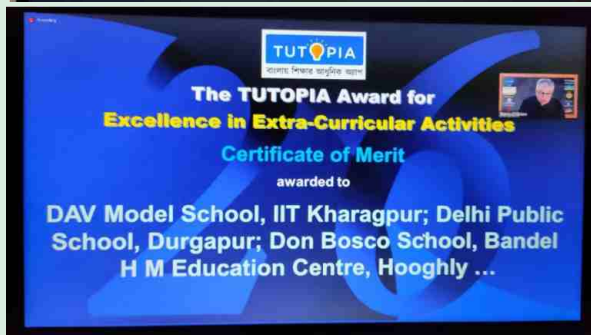 TUTOPIA
বাংলায় শিক্ষার আধুনিক অ্যাপ
The TUTOPIA Award for
Excellence in Extra-Curricular Activities
Certificate of Merit
awarded to
DAV Model School, IIT Kharagpur; Delhi Public
School, Durgapur; Don Bosco School, Bandel
H M Education Centre, Hooghly ...